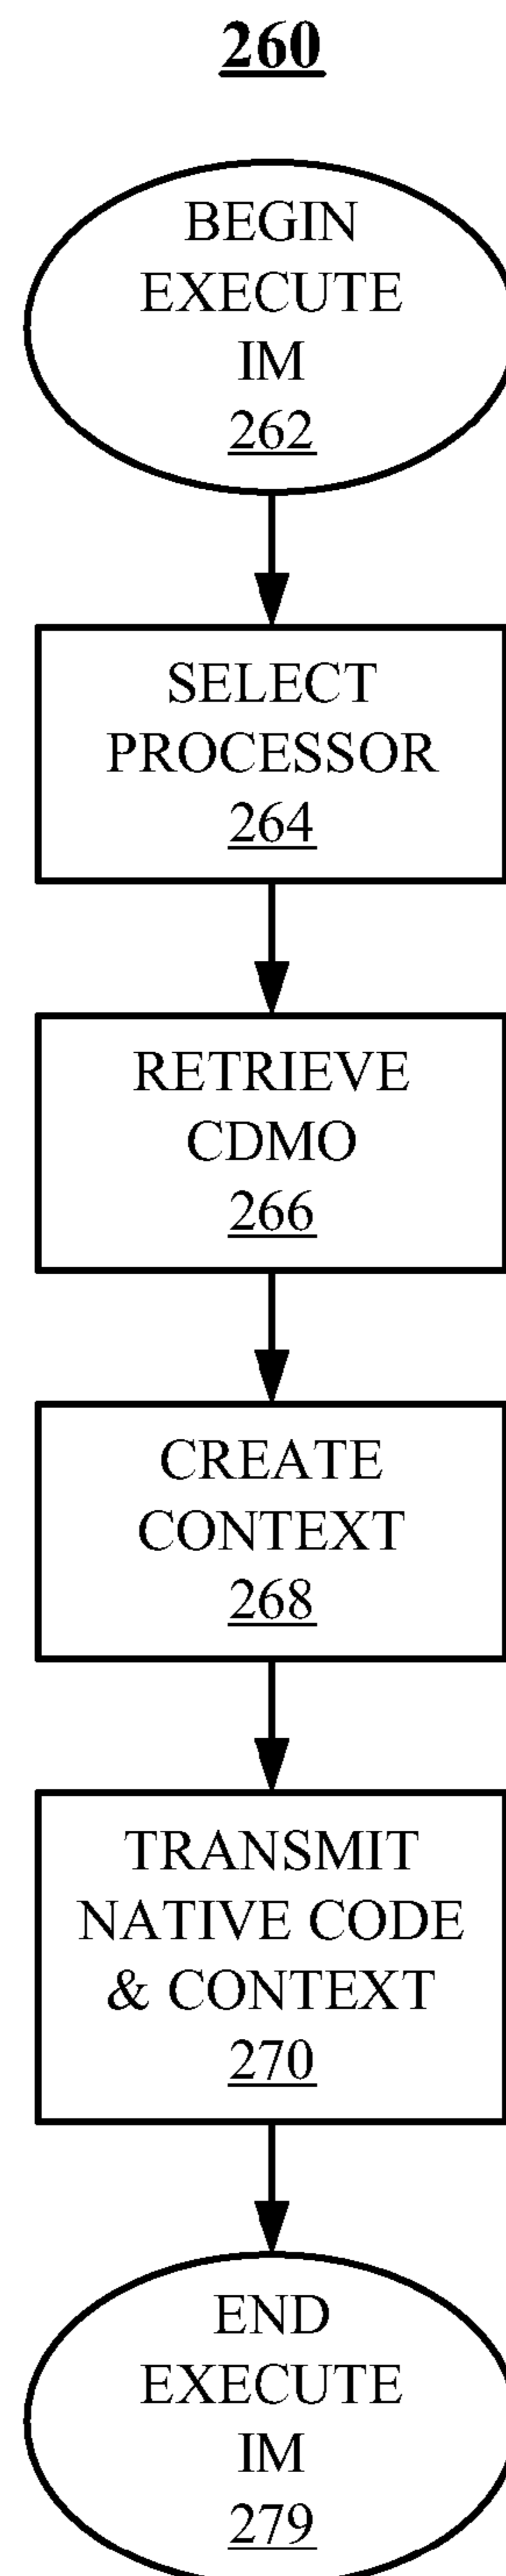 260
BEGIN
EXECUTE
IM
262
SELECT
PROCESSOR
264
RETRIEVE
CDMO
266
CREATE
CONTEXT
268
TRANSMIT
NATIVE CODE
& CONTEXT
270
END
EXECUTE
IM
279